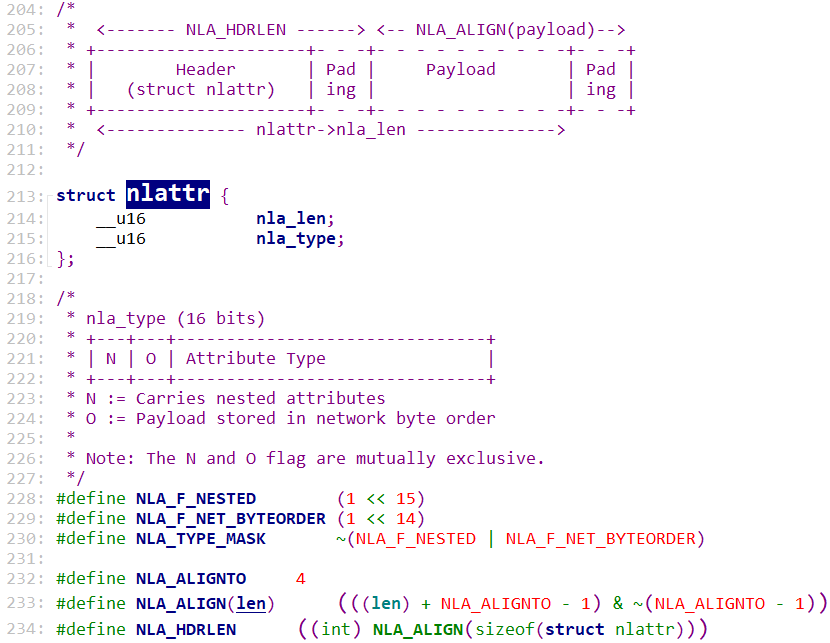 204: /*
205:  *  <------- NLA_HDRLEN ------> <-- NLA_ALIGN(payload)-->
206:  * +---------------------+- - -+- - - - - - - - - -+- - -+
207:  * |        Header       | Pad |     Payload       | Pad |
208:  * |   (struct nlattr)   | ing |                   | ing |
209:  * +---------------------+- - -+- - - - - - - - - -+- - -+
210:  *  <-------------- nlattr->nla_len -------------->
211:  */
212:
213: struct nlattr {
214:     __u16           nla_len;
215:     __u16           nla_type;
216: };
217:
218: /*
219:  * nla_type (16 bits)
220:  * +---+---+-------------------------------+
221:  * | N | O | Attribute Type                |
222:  * +---+---+-------------------------------+
223:  * N := Carries nested attributes
224:  * O := Payload stored in network byte order
225:  *
226:  * Note: The N and O flag are mutually exclusive.
227:  */
228: #define NLA_F_NESTED        (1 << 15)
229: #define NLA_F_NET_BYTEORDER (1 << 14)
230: #define NLA_TYPE_MASK       ~(NLA_F_NESTED | NLA_F_NET_BYTEORDER)
231:
232: #define NLA_ALIGNTO     4
233: #define NLA_ALIGN(len)      (((len) + NLA_ALIGNTO - 1) & ~(NLA_ALIGNTO - 1))
234: #define NLA_HDRLEN      ((int) NLA_ALIGN(sizeof(struct nlattr)))